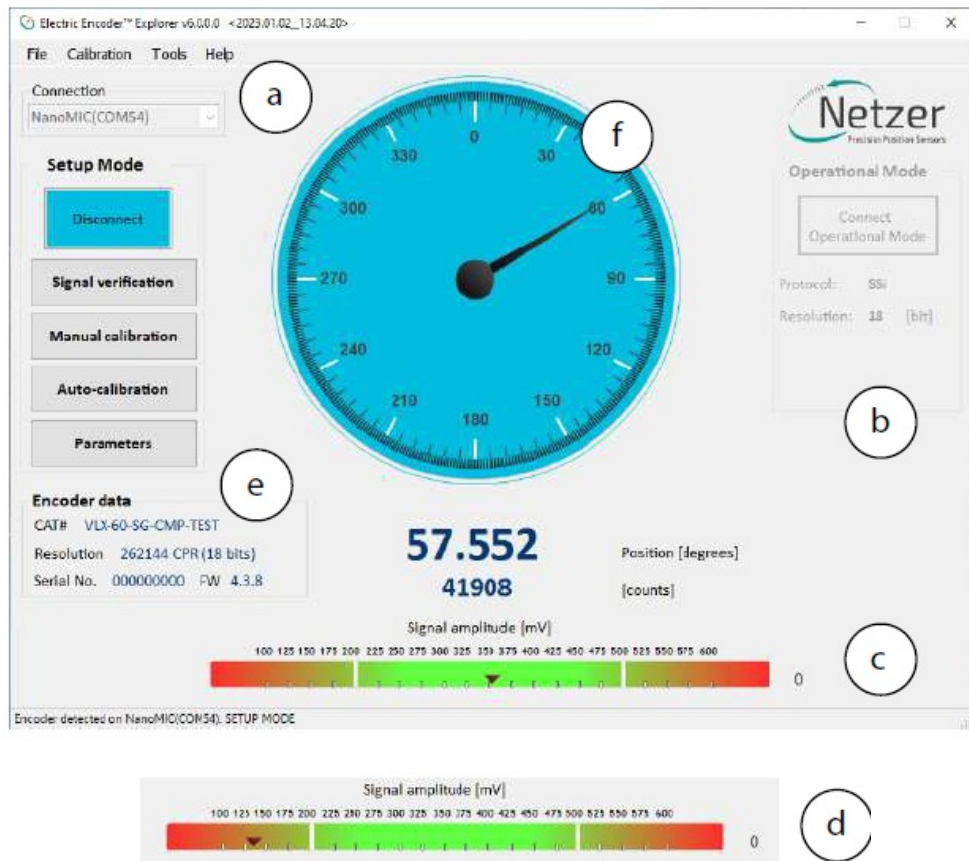 Electric Encoder™ Explorer v6.0.0.0 <2023.01.02_13.04.20>
File Calibration Tools Help
Connection
NanoMIC(COM54)
a
Setup Mode
Disconnect
Signal verification
Manual calibration
Auto-calibration
Parameters
0
30
60
90
120
150
180
210
240
270
300
330
f
Netzer
Precision Position Sensors
Operational Mode
Connect
Operational Mode
Protocol: SSi
Resolution: 18 [bit]
b
e
Encoder data
CAT# VLX-60-SG-CMP-TEST
Resolution 262144 CPR (18 bits)
Serial No. 000000000 FW 4.3.8
57.552 Position [degrees]
41908 [counts]
Signal amplitude [mV]
100 125 150 175 200 225 250 275 300 325 350 375 400 425 450 475 500 525 550 575 600
0
c
Encoder detected on NanoMIC(COM54). SETUP MODE
Signal amplitude [mV]
100 125 150 175 200 225 250 275 300 325 350 375 400 425 450 475 500 525 550 575 600
0
d